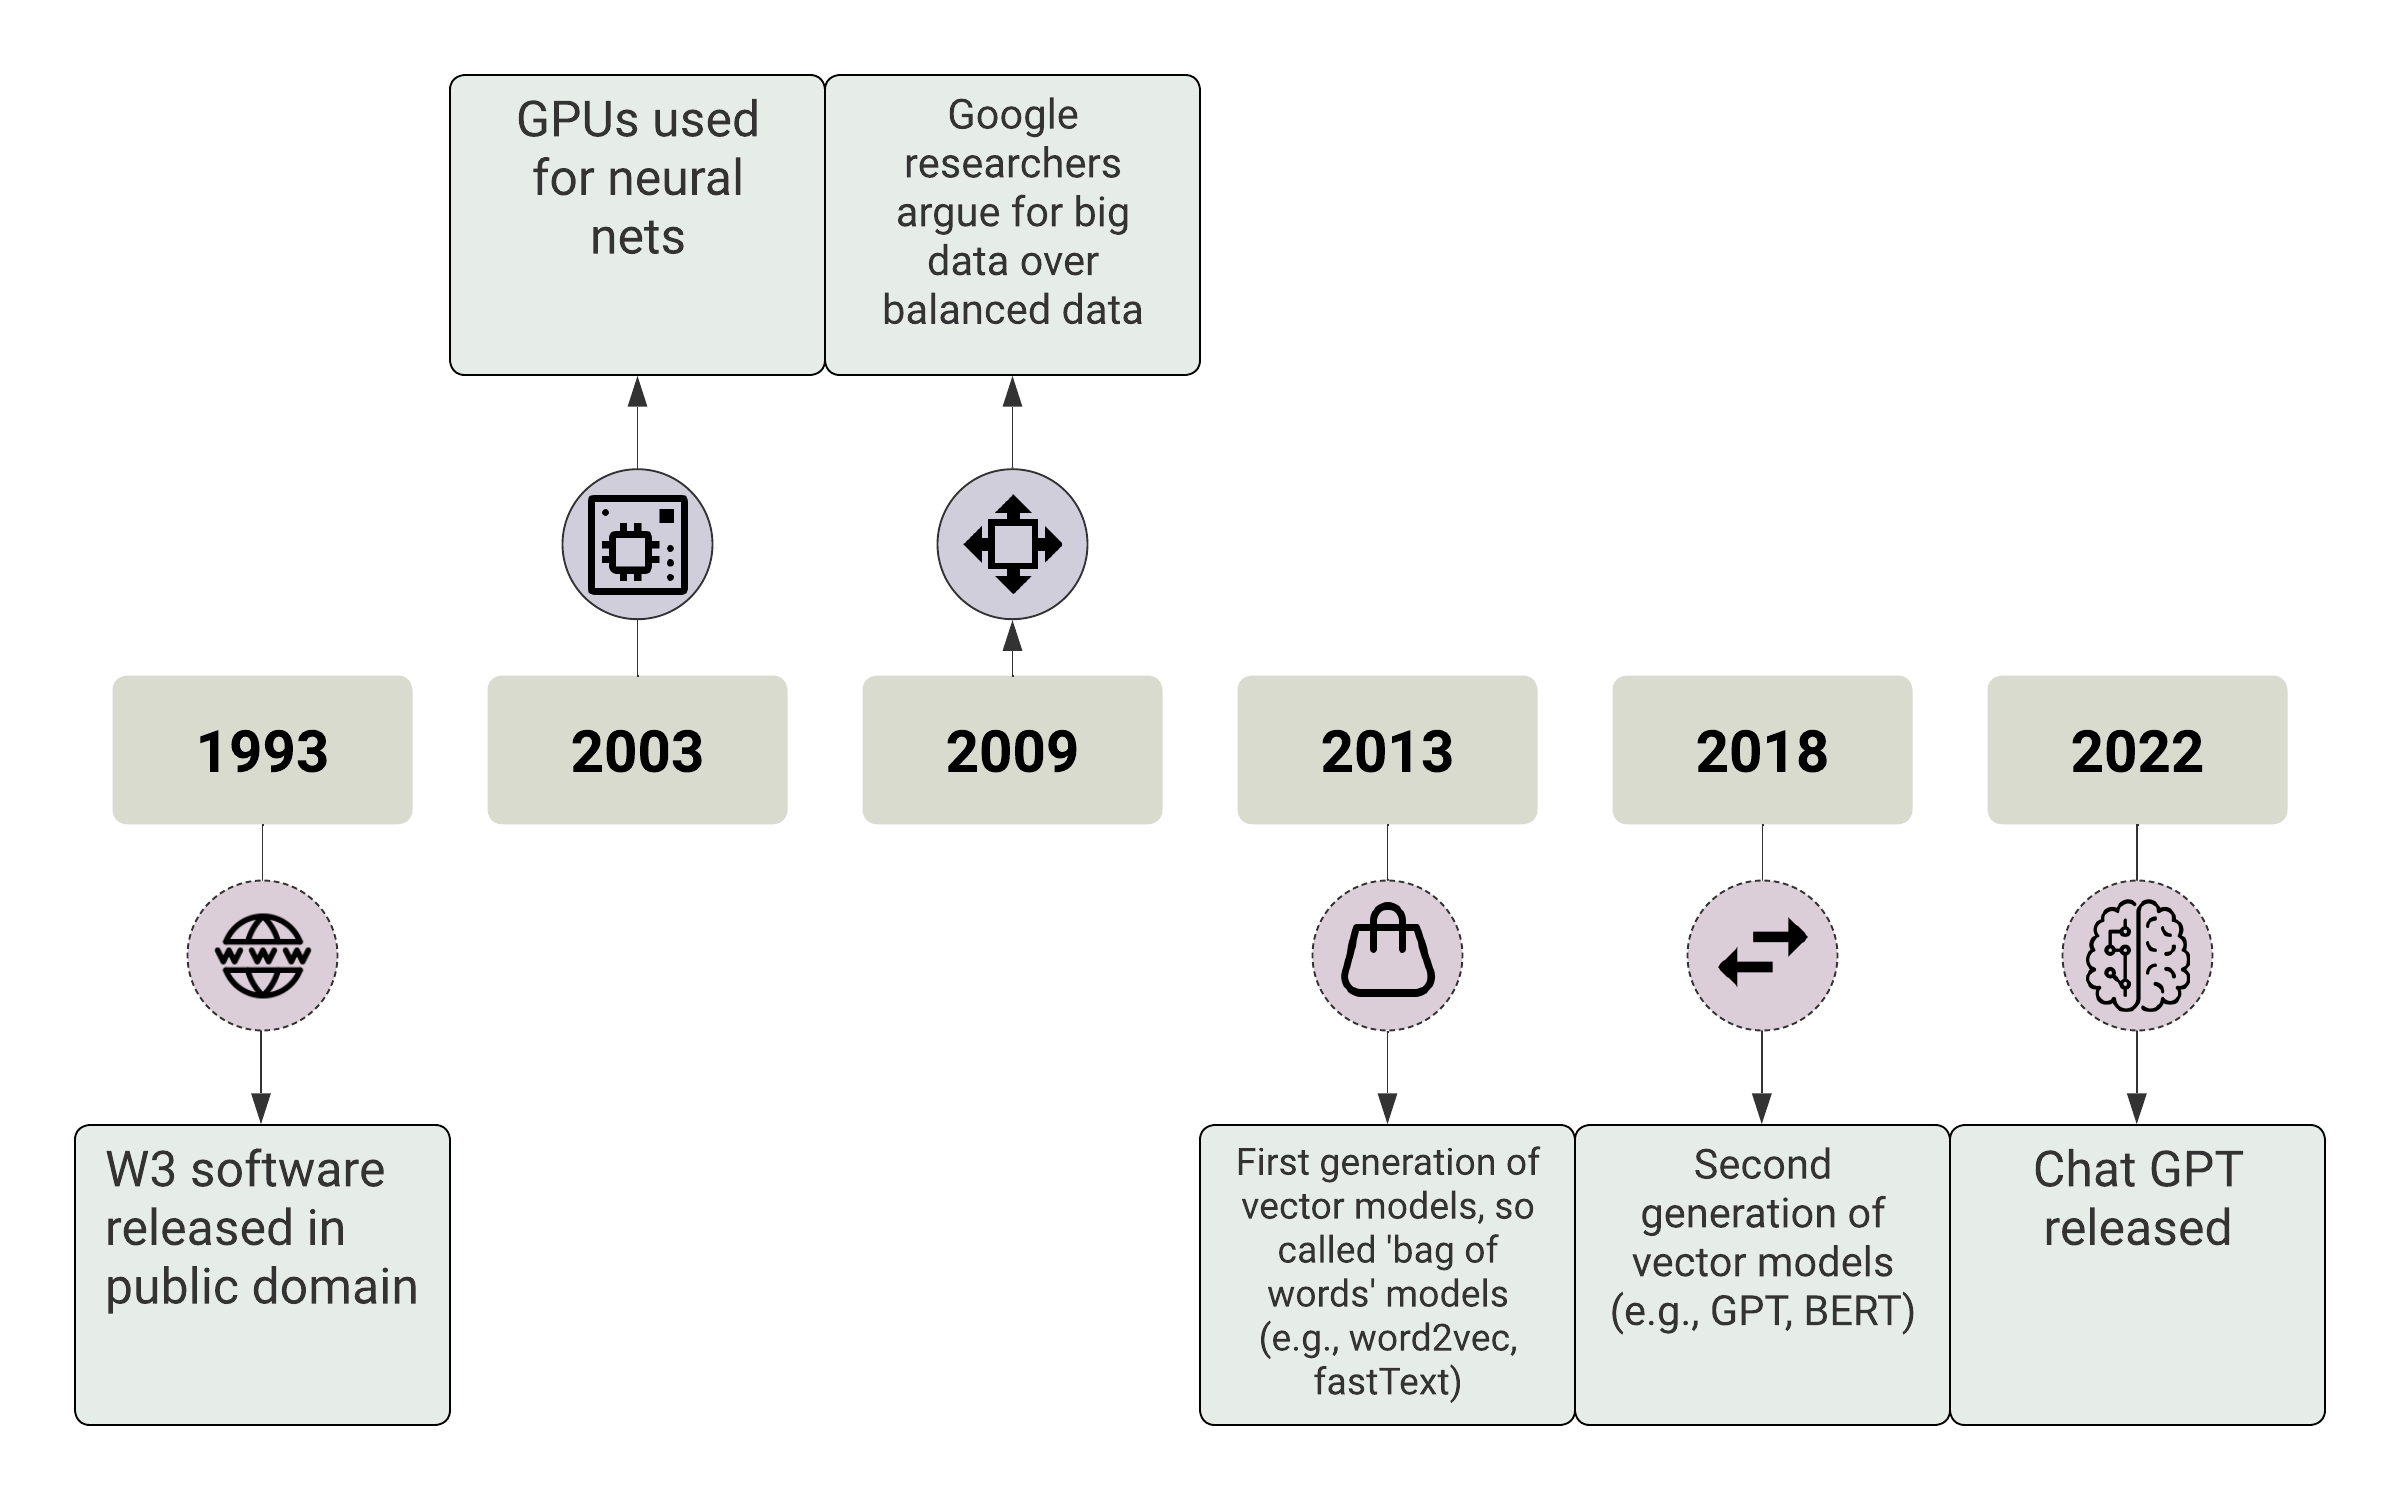 GPUs used
for neural
nets
Google
researchers
argue for big
data over
balanced data
1993
2003
2009
2013
2018
2022
W W W
W3 software
released in
public domain
First generation of
vector models, so
called 'bag of
words' models
(e.g., word2vec,
fastText)
Second
generation of
vector models
(e.g., GPT, BERT)
Chat GPT
released